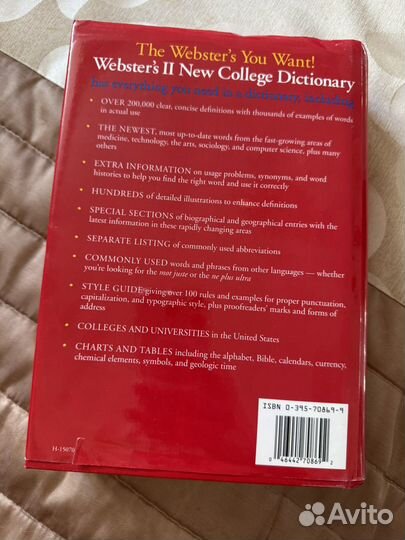 The Webster's You Want!
Webster's II New College Dictionary
has everything you need in a dictionary, including
• OVER 200,000 clear, concise definitions with thousands of examples of words
in actual use
• THE NEWEST, most up-to-date words from the fast-growing areas of
medicine, technology, the arts, sociology, and computer science, plus many
others
• EXTRA INFORMATION on usage problems, synonyms, and word
histories to help you find the right word and use it correctly
• HUNDREDS of detailed illustrations to enhance definitions
• SPECIAL SECTIONS of biographical and geographical entries with the
latest information in these rapidly changing areas
• SEPARATE LISTING of commonly used abbreviations
• COMMONLY USED words and phrases from other languages — whether
you're looking for the mot juste or the ne plus ultra
• STYLE GUIDE giving over 100 rules and examples for proper punctuation,
capitalization, and typographic style, plus proofreaders' marks and forms of
address
• COLLEGES AND UNIVERSITIES in the United States
• CHARTS AND TABLES including the alphabet, Bible, calendars, currency,
chemical elements, symbols, and geologic time
ISBN 0-395-70869-9
0 46442 70869 2
H-15070
Avito